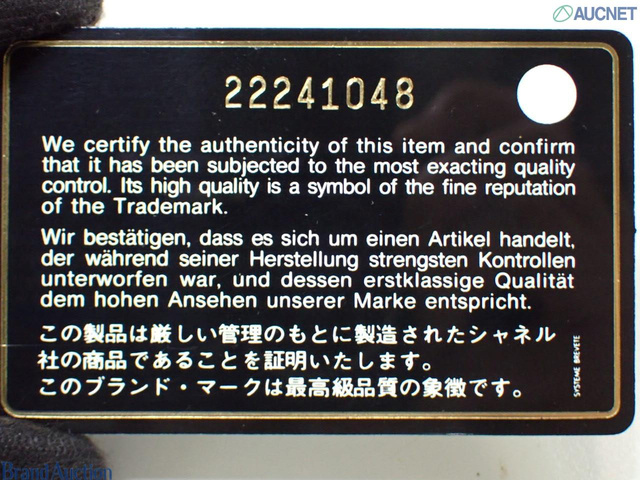 AUCNET
22241048
We certify the authenticity of this item and confirm
that it has been subjected to the most exacting quality
control. Its high quality is a symbol of the fine reputation
of the Trademark.
Wir bestätigen, dass es sich um einen Artikel handelt,
der während seiner Herstellung strengsten Kontrollen
unterworfen war, und dessen erstklassige Qualität
dem hohen Ansehen unserer Marke entspricht.
この製品は厳しい管理のもとに製造されたシャネル
社の商品であることを証明いたします。
このブランド・マークは最高級品質の象徴です。
SYSTEME BREVETE
Brand Auction